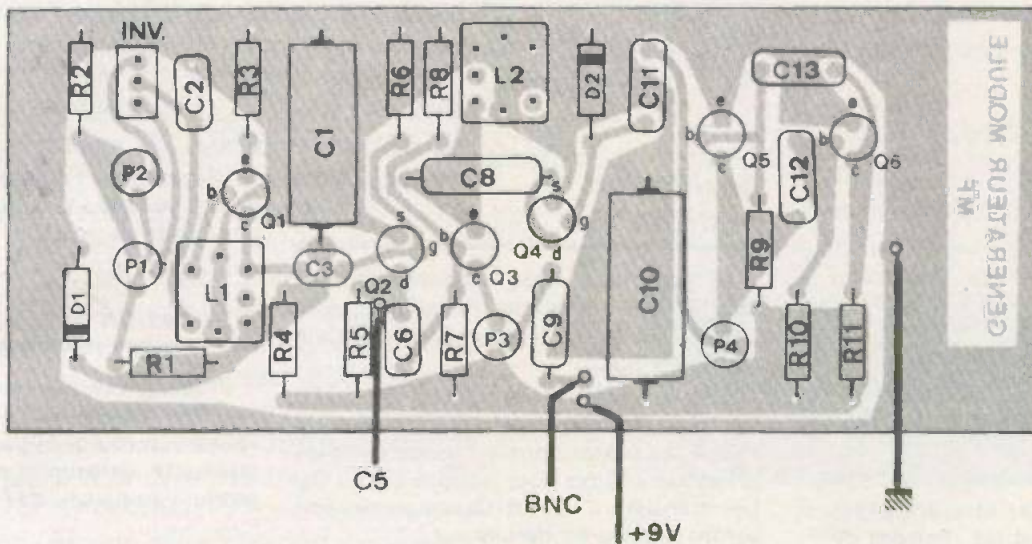 INV.
R2
C2
R3
C1
R6
R8
L2
D2
C11
C13
P2
b
e
c
Q1
C8
s
g
d
Q4
b
e
c
Q5
C12
b
e
c
Q6
P1
L1
C3
s
g
d
Q2
b
e
c
Q3
C10
R9
D1
R1
R4
R5
C6
R7
P3
C9
P4
R10
R11
GENERATEUR MODULE
MF
C5
BNC
+9V